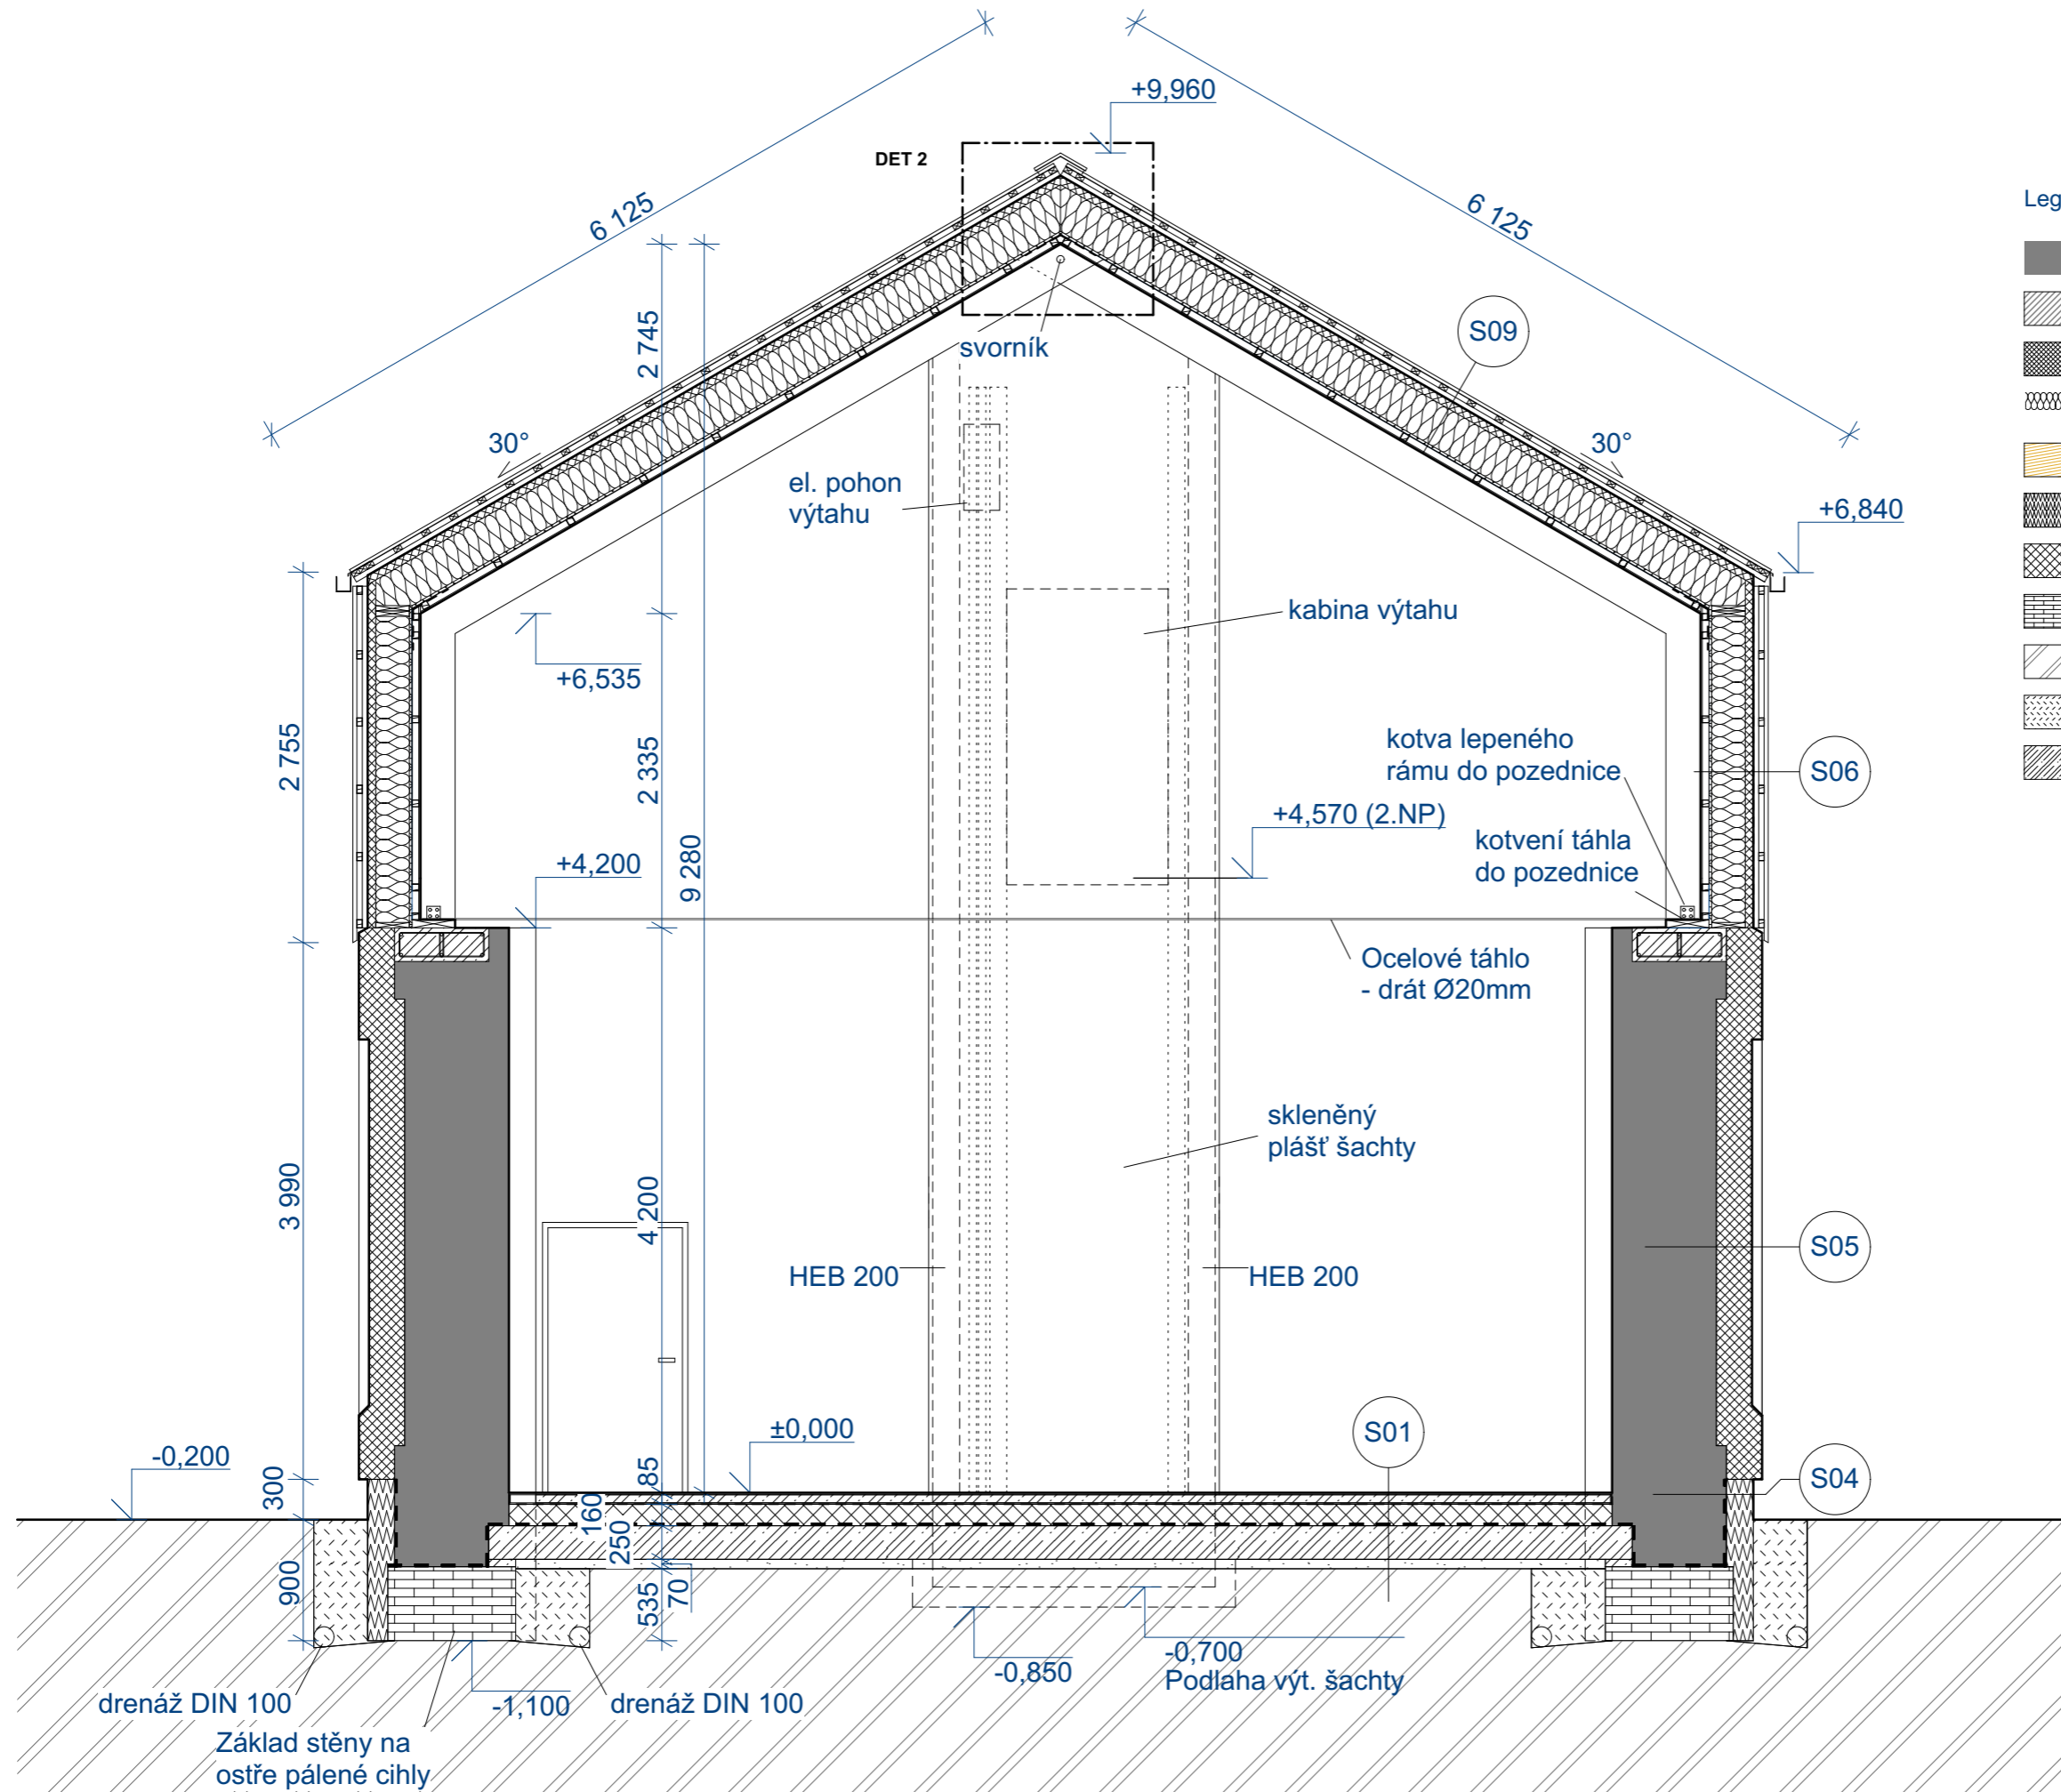 +9,960
DET 2
6 125
6 125
Leg
2 745
S09
svorník
30°
30°
el. pohon
výtahu
+6,840
kabina výtahu
+6,535
2 755
2 335
kotva lepeného
rámu do pozednice
S06
+4,570 (2.NP)
kotvení táhla
do pozednice
+4,200
9 280
Ocelové táhlo
- drát Ø20mm
skleněný
plášť šachty
3 990
4 200
S05
HEB 200
HEB 200
±0,000
S01
-0,200
300
85
S04
160
250
900
535
70
-0,850
-0,700
Podlaha výt. šachty
drenáž DIN 100
-1,100
drenáž DIN 100
Základ stěny na
ostře pálené cihly